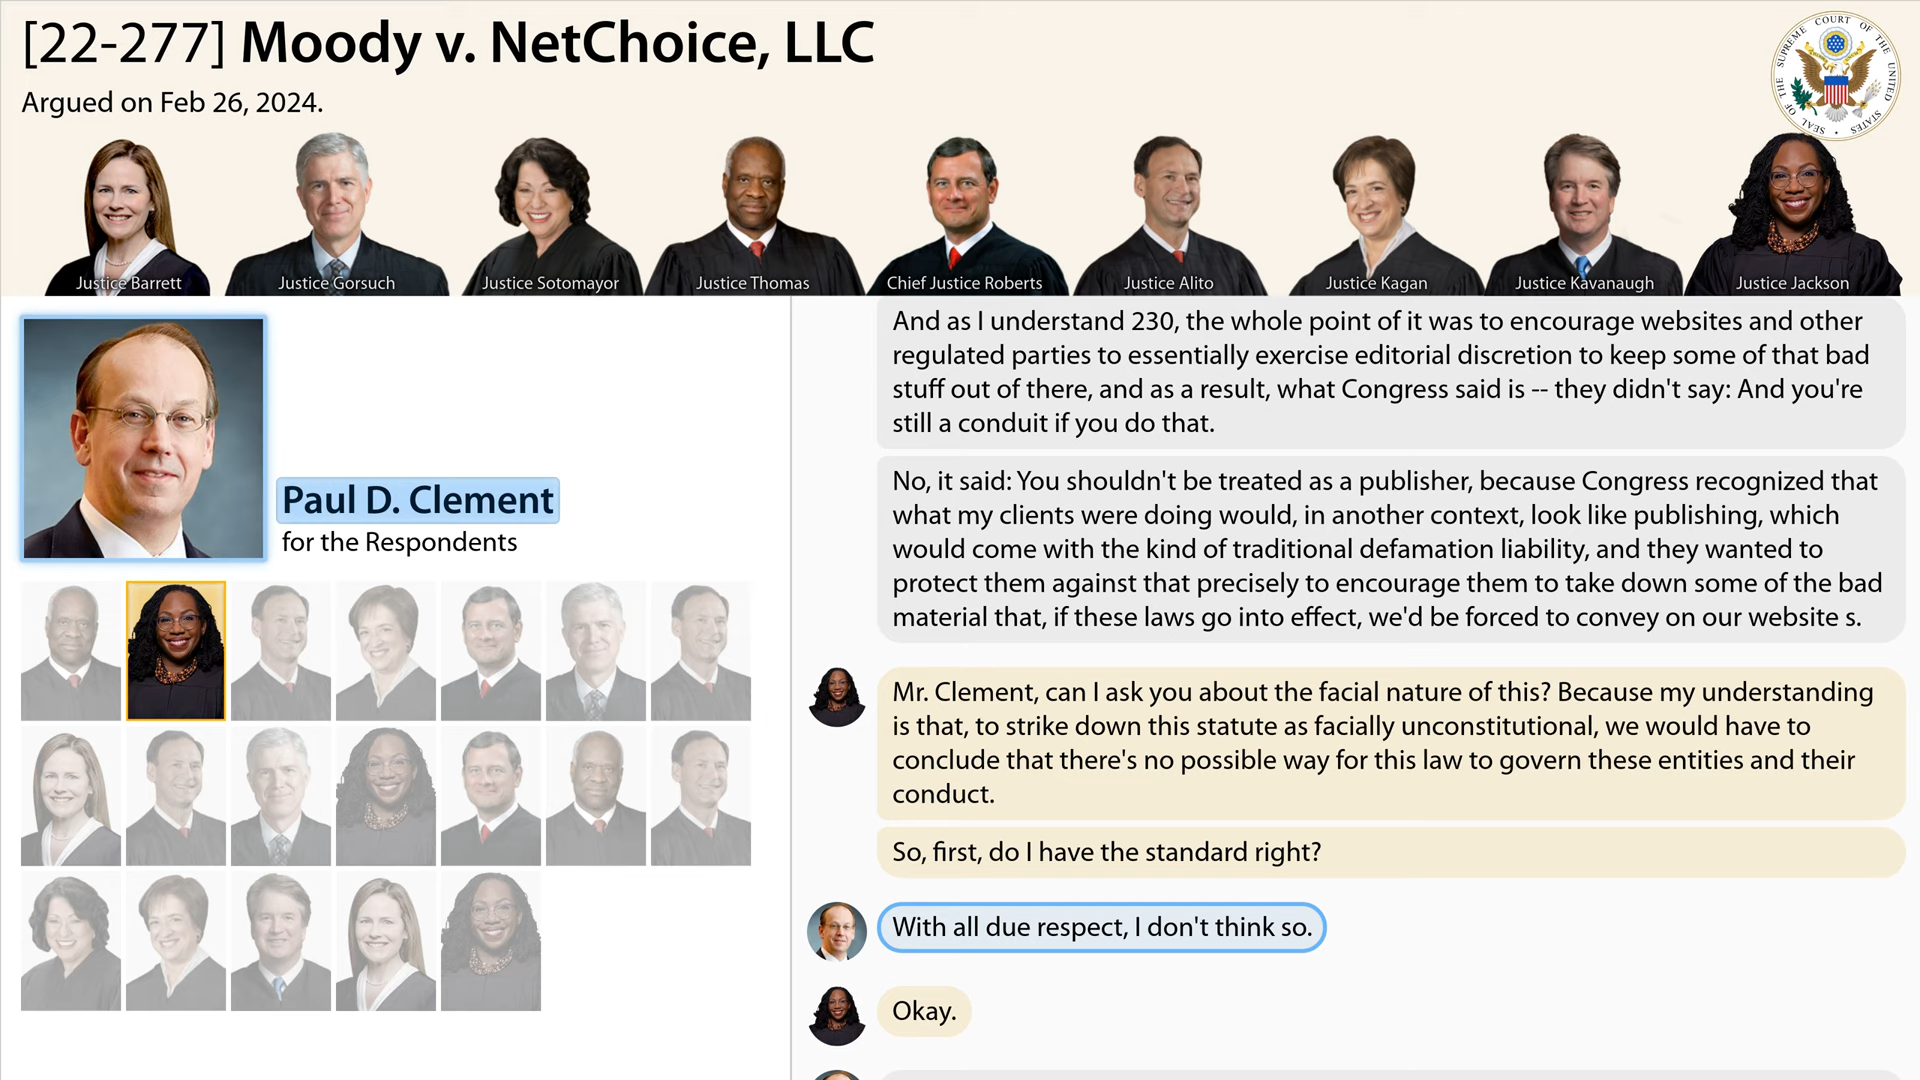 [22-277] Moody v. NetChoice, LLC
Argued on Feb 26, 2024.
SEAL OF THE SUPREME COURT OF THE UNITED STATES
Justice Barrett
Justice Gorsuch
Justice Sotomayor
Justice Thomas
Chief Justice Roberts
Justice Alito
Justice Kagan
Justice Kavanaugh
Justice Jackson
Paul D. Clement
for the Respondents
And as I understand 230, the whole point of it was to encourage websites and other
regulated parties to essentially exercise editorial discretion to keep some of that bad
stuff out of there, and as a result, what Congress said is -- they didn't say: And you're
still a conduit if you do that.
No, it said: You shouldn't be treated as a publisher, because Congress recognized that
what my clients were doing would, in another context, look like publishing, which
would come with the kind of traditional defamation liability, and they wanted to
protect them against that precisely to encourage them to take down some of the bad
material that, if these laws go into effect, we'd be forced to convey on our website s.
Mr. Clement, can I ask you about the facial nature of this? Because my understanding
is that, to strike down this statute as facially unconstitutional, we would have to
conclude that there's no possible way for this law to govern these entities and their
conduct.
So, first, do I have the standard right?
With all due respect, I don't think so.
Okay.